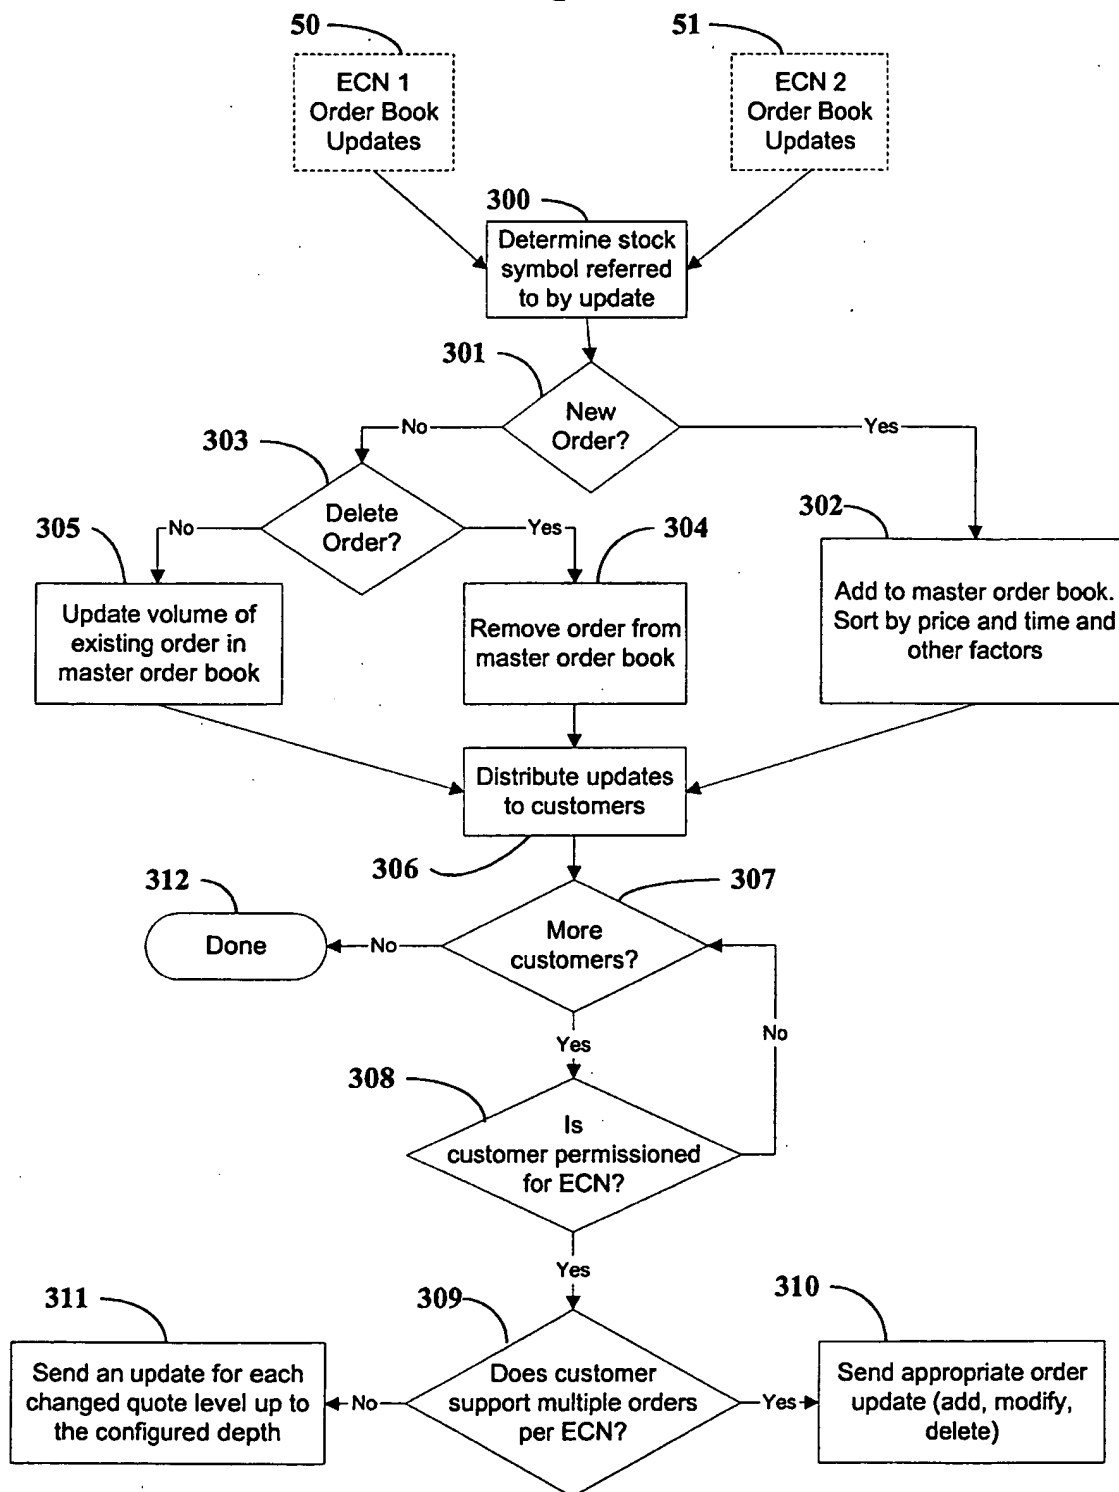 50
51
ECN 1
Order Book
Updates
ECN 2
Order Book
Updates
300
Determine stock
symbol referred
to by update
301
New
Order?
No
Yes
303
Delete
Order?
No
Yes
305
304
302
Update volume of
existing order in
master order book
Remove order from
master order book
Add to master order book.
Sort by price and time and
other factors
Distribute updates
to customers
306
307
312
More
customers?
No
Done
Yes
No
308
Is
customer permissioned
for ECN?
Yes
311
309
310
Send an update for each
changed quote level up to
the configured depth
No
Does customer
support multiple orders
per ECN?
Yes
Send appropriate order
update (add, modify,
delete)